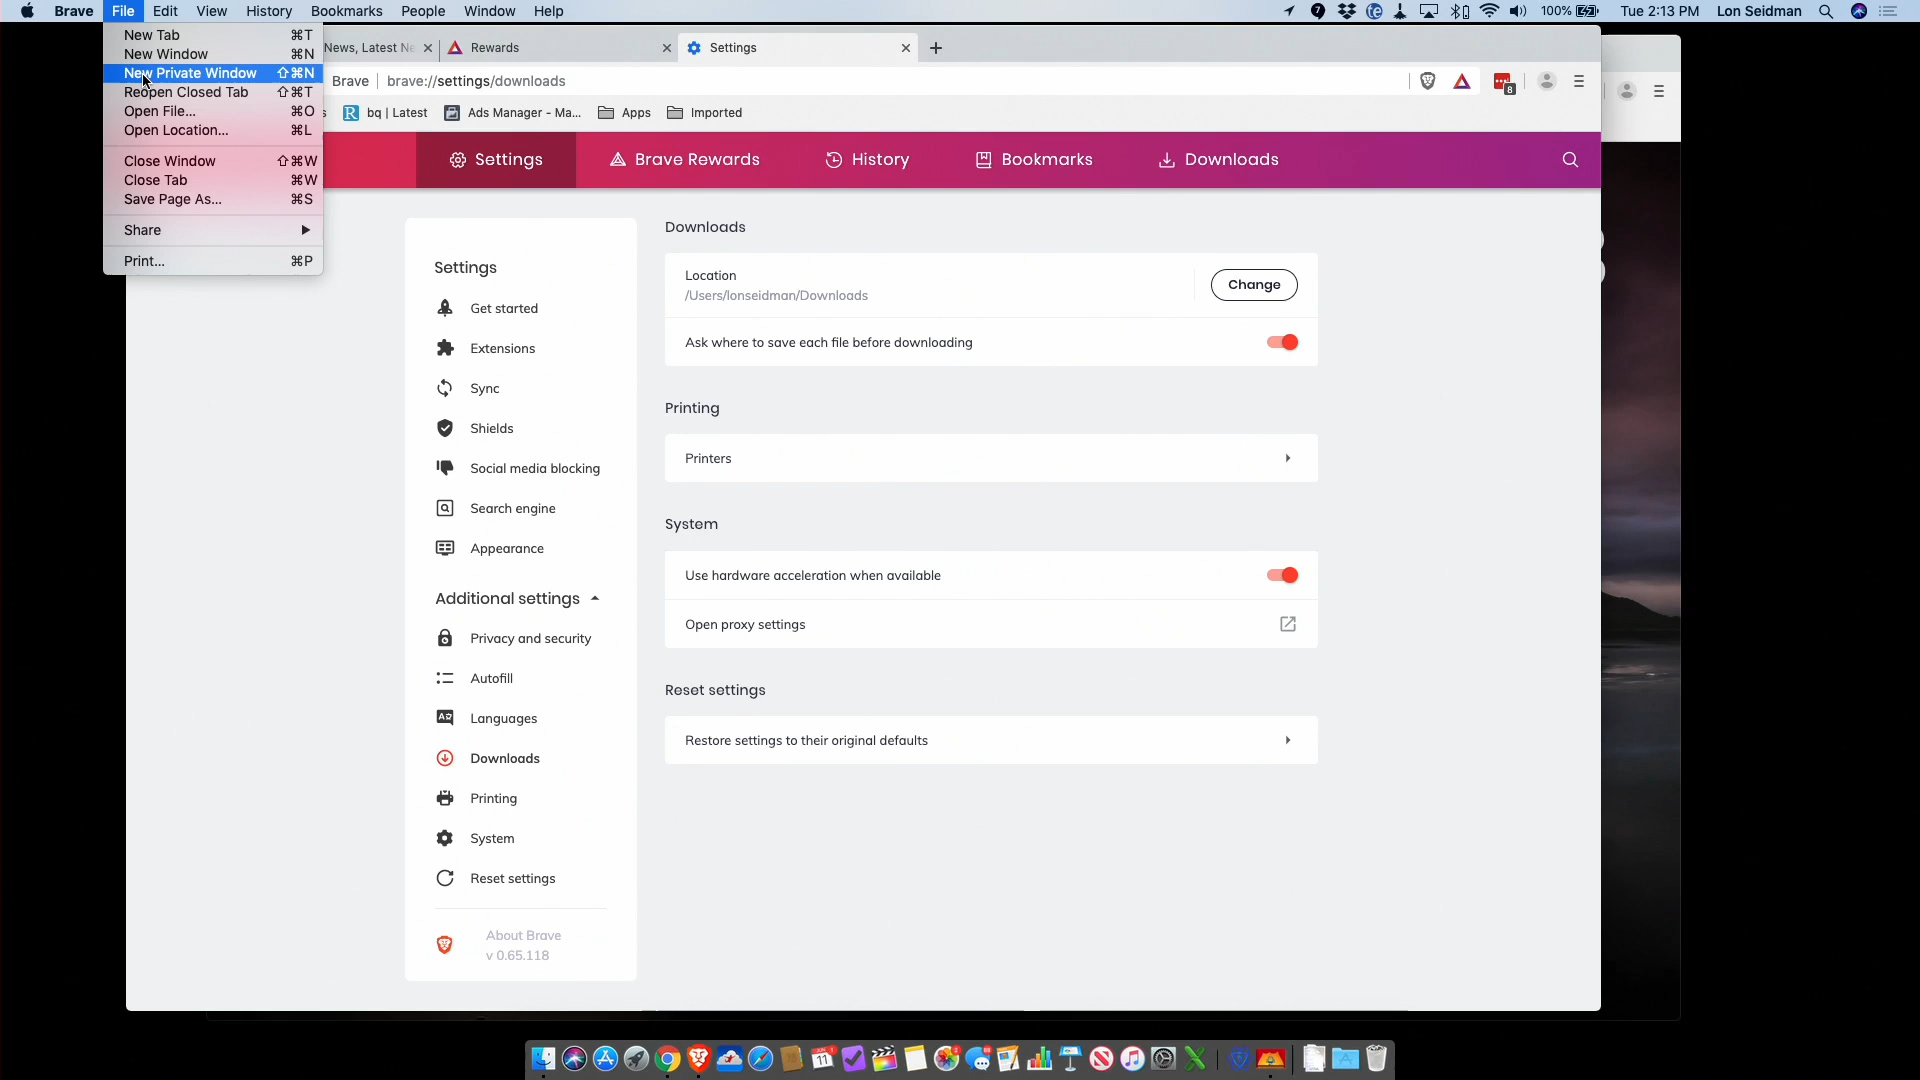 Brave File Edit View History Bookmarks People Window Help 100% Tue 2:13 PM Lon Seidman
New Tab ⌘T
New Window ⌘N
New Private Window ⇧⌘N
Reopen Closed Tab ⇧⌘T
Open File... ⌘O
Open Location... ⌘L
Close Window ⇧⌘W
Close Tab ⌘W
Save Page As... ⌘S
Share
Print... ⌘P
News, Latest Ne Rewards Settings
Brave brave://settings/downloads 8
s bq | Latest Ads Manager - Ma... Apps Imported
Settings Brave Rewards History Bookmarks Downloads
Settings
Get started
Extensions
Sync
Shields
Social media blocking
Search engine
Appearance
Additional settings
Privacy and security
Autofill
Languages
Downloads
Printing
System
Reset settings
About Brave
v 0.65.118
Downloads
Location
/Users/lonseidman/Downloads
Change
Ask where to save each file before downloading
Printing
Printers
System
Use hardware acceleration when available
Open proxy settings
Reset settings
Restore settings to their original defaults
11